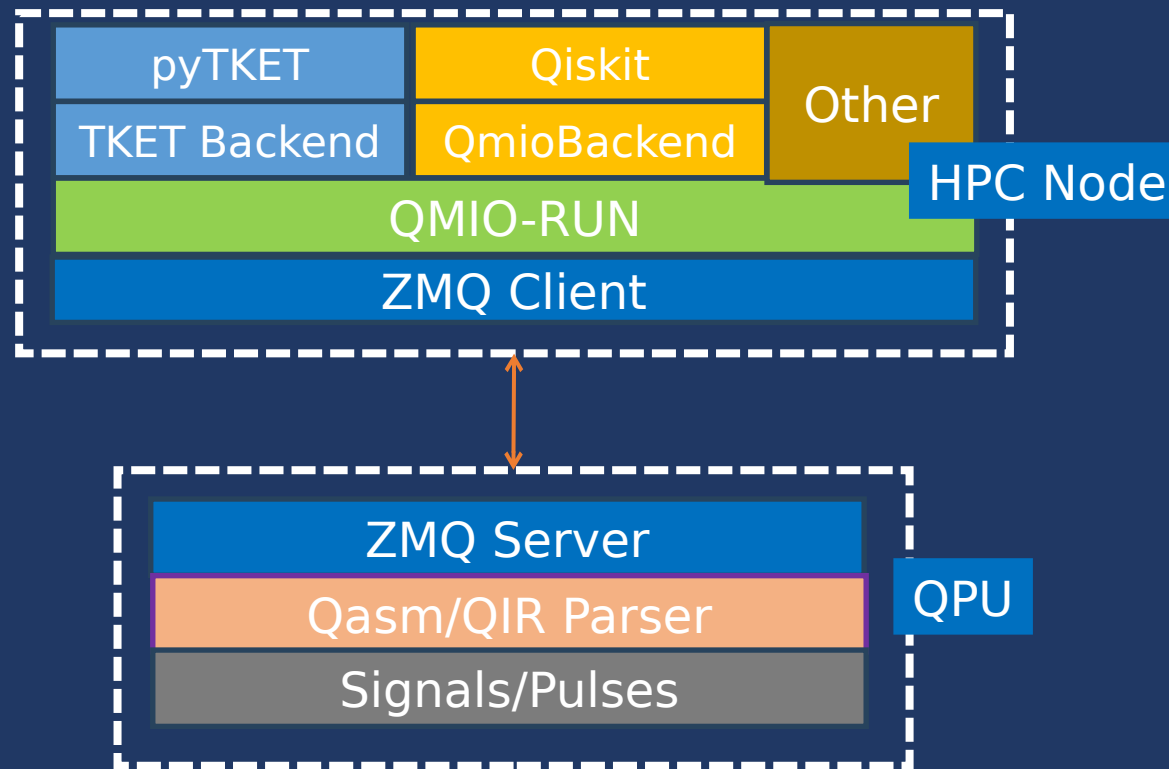 pyTKET
Qiskit
Other
TKET Backend
QmioBackend
HPC Node
QMIO-RUN
ZMQ Client
ZMQ Server
Qasm/QIR Parser
QPU
Signals/Pulses